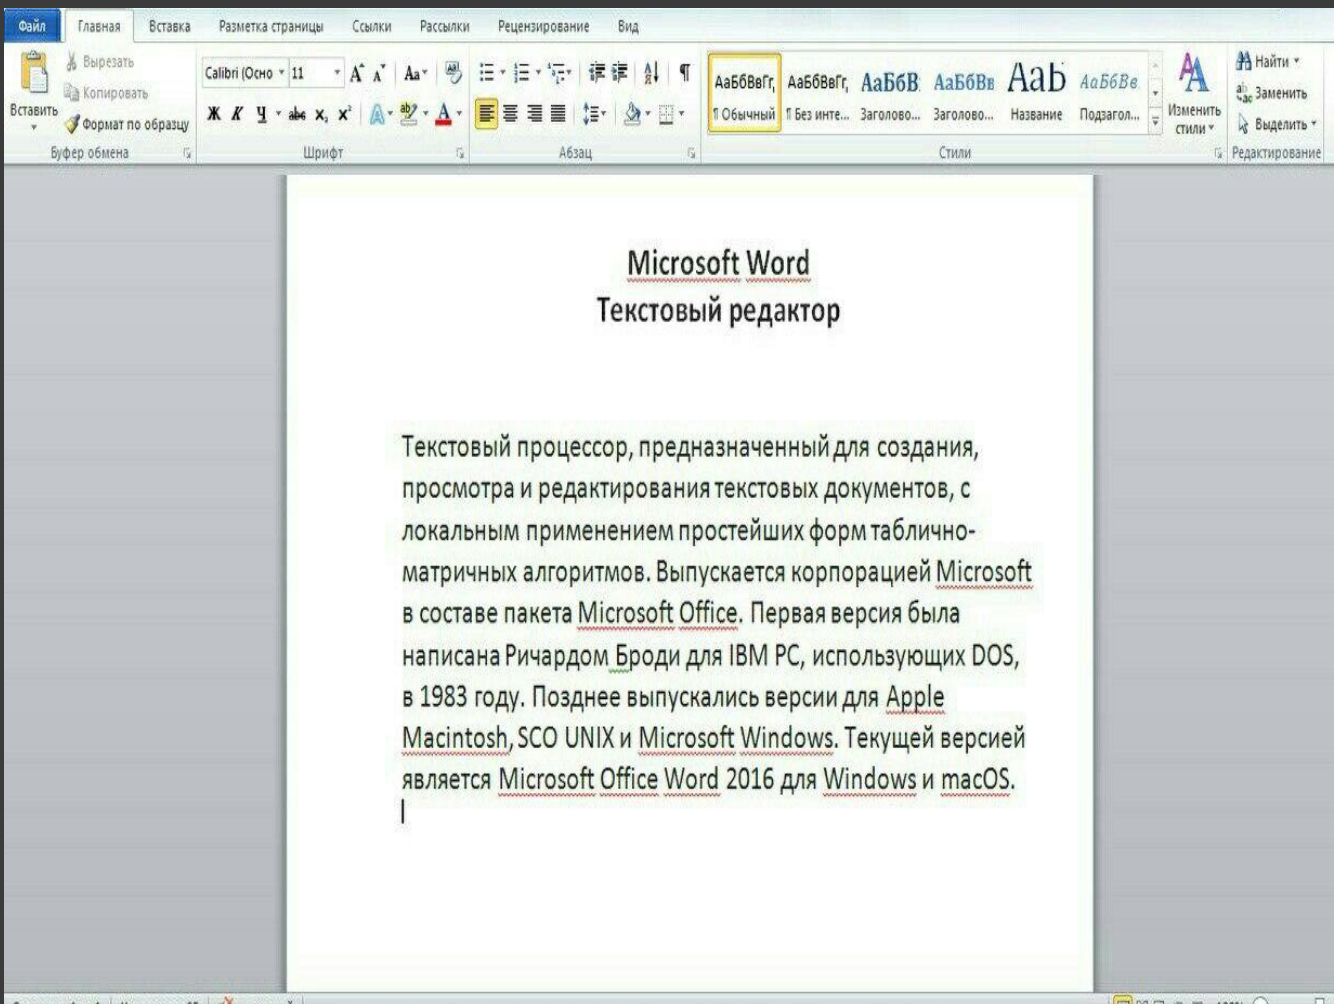 Файл Главная Вставка Разметка страницы Ссылки Рассылки Рецензирование Вид
Вставить
Вырезать
Копировать
Формат по образцу
Буфер обмена
Calibri (Осно 11
Ж К Ч abc x, x²
Шрифт
Абзац
АаБбВвГг, АаБбВвГг, АаБбВ АаБбВв АаБ АаБбВв
¶ Обычный ¶ Без инте... Заголово... Заголово... Название Подзагол...
Изменить
стили
Стили
Найти
Заменить
Выделить
Редактирование
Microsoft Word
Текстовый редактор
Текстовый процессор, предназначенный для создания,
просмотра и редактирования текстовых документов, с
локальным применением простейших форм таблично-
матричных алгоритмов. Выпускается корпорацией Microsoft
в составе пакета Microsoft Office. Первая версия была
написана Ричардом Броди для IBM PC, использующих DOS,
в 1983 году. Позднее выпускались версии для Apple
Macintosh, SCO UNIX и Microsoft Windows. Текущей версией
является Microsoft Office Word 2016 для Windows и macOS.